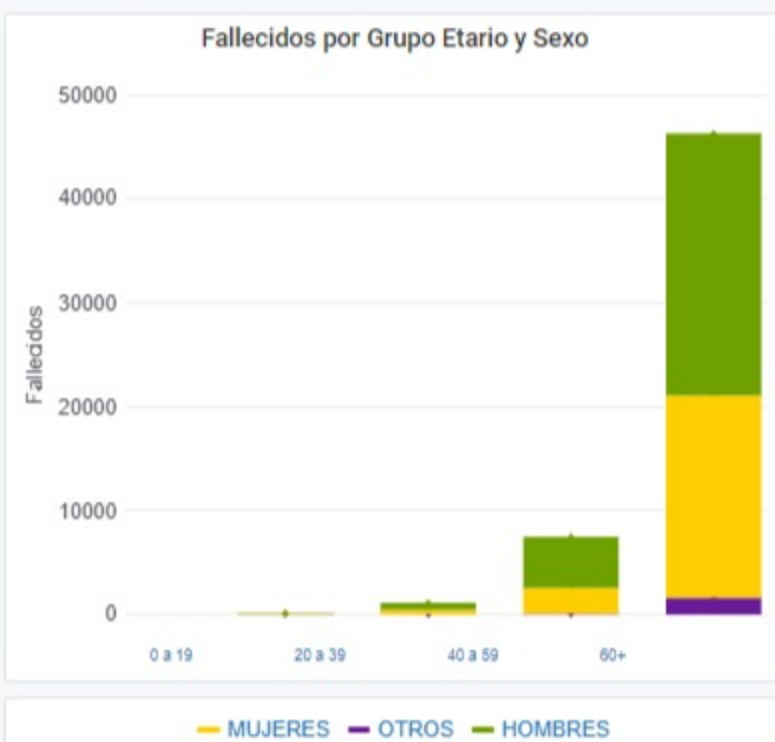 Fallecidos por Grupo Etario y Sexo
50000
40000
30000
20000
10000
0
Fallecidos
0 a 19 20 a 39 40 a 59 60+
MUJERES OTROS HOMBRES